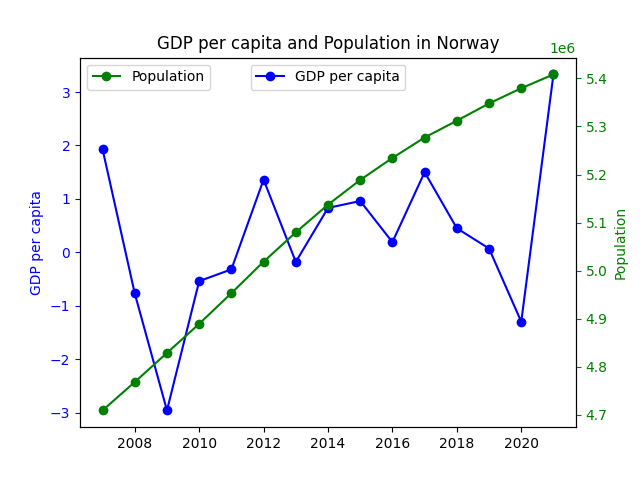 GDP per capita and Population in Norway
1e6
Population
GDP per capita
3
2
1
0
−1
−2
−3
GDP per capita
5.4
5.3
5.2
5.1
5.0
4.9
4.8
4.7
Population
2008 2010 2012 2014 2016 2018 2020